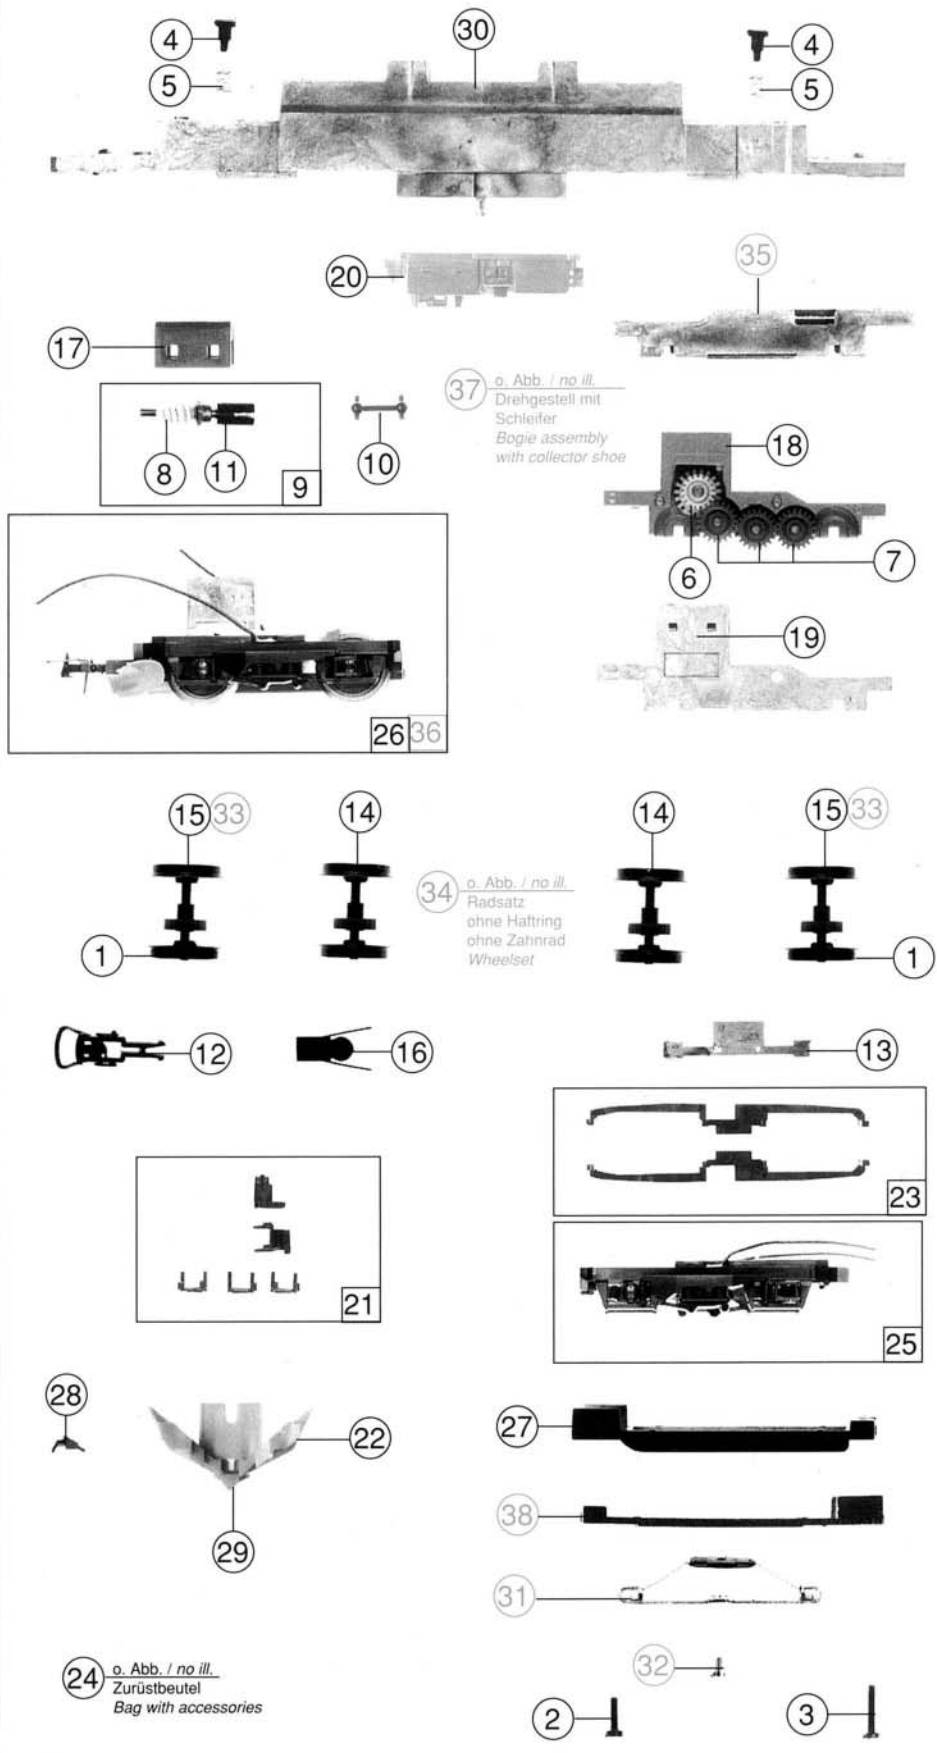 30
4
4
5
5
20
35
17
37 o. Abb. / no ill.
Drehgestell mit
Schleifer
Bogie assembly
with collector shoe
18
8
11
10
9
6
7
19
26 36
15 33
14
14
15 33
34 o. Abb. / no ill.
Radsatz
ohne Haftring
ohne Zahnrad
Wheelset
1
1
12
16
13
23
21
25
28
22
27
29
38
31
24 o. Abb. / no ill.
Zurüstbeutel
Bag with accessories
32
2
3